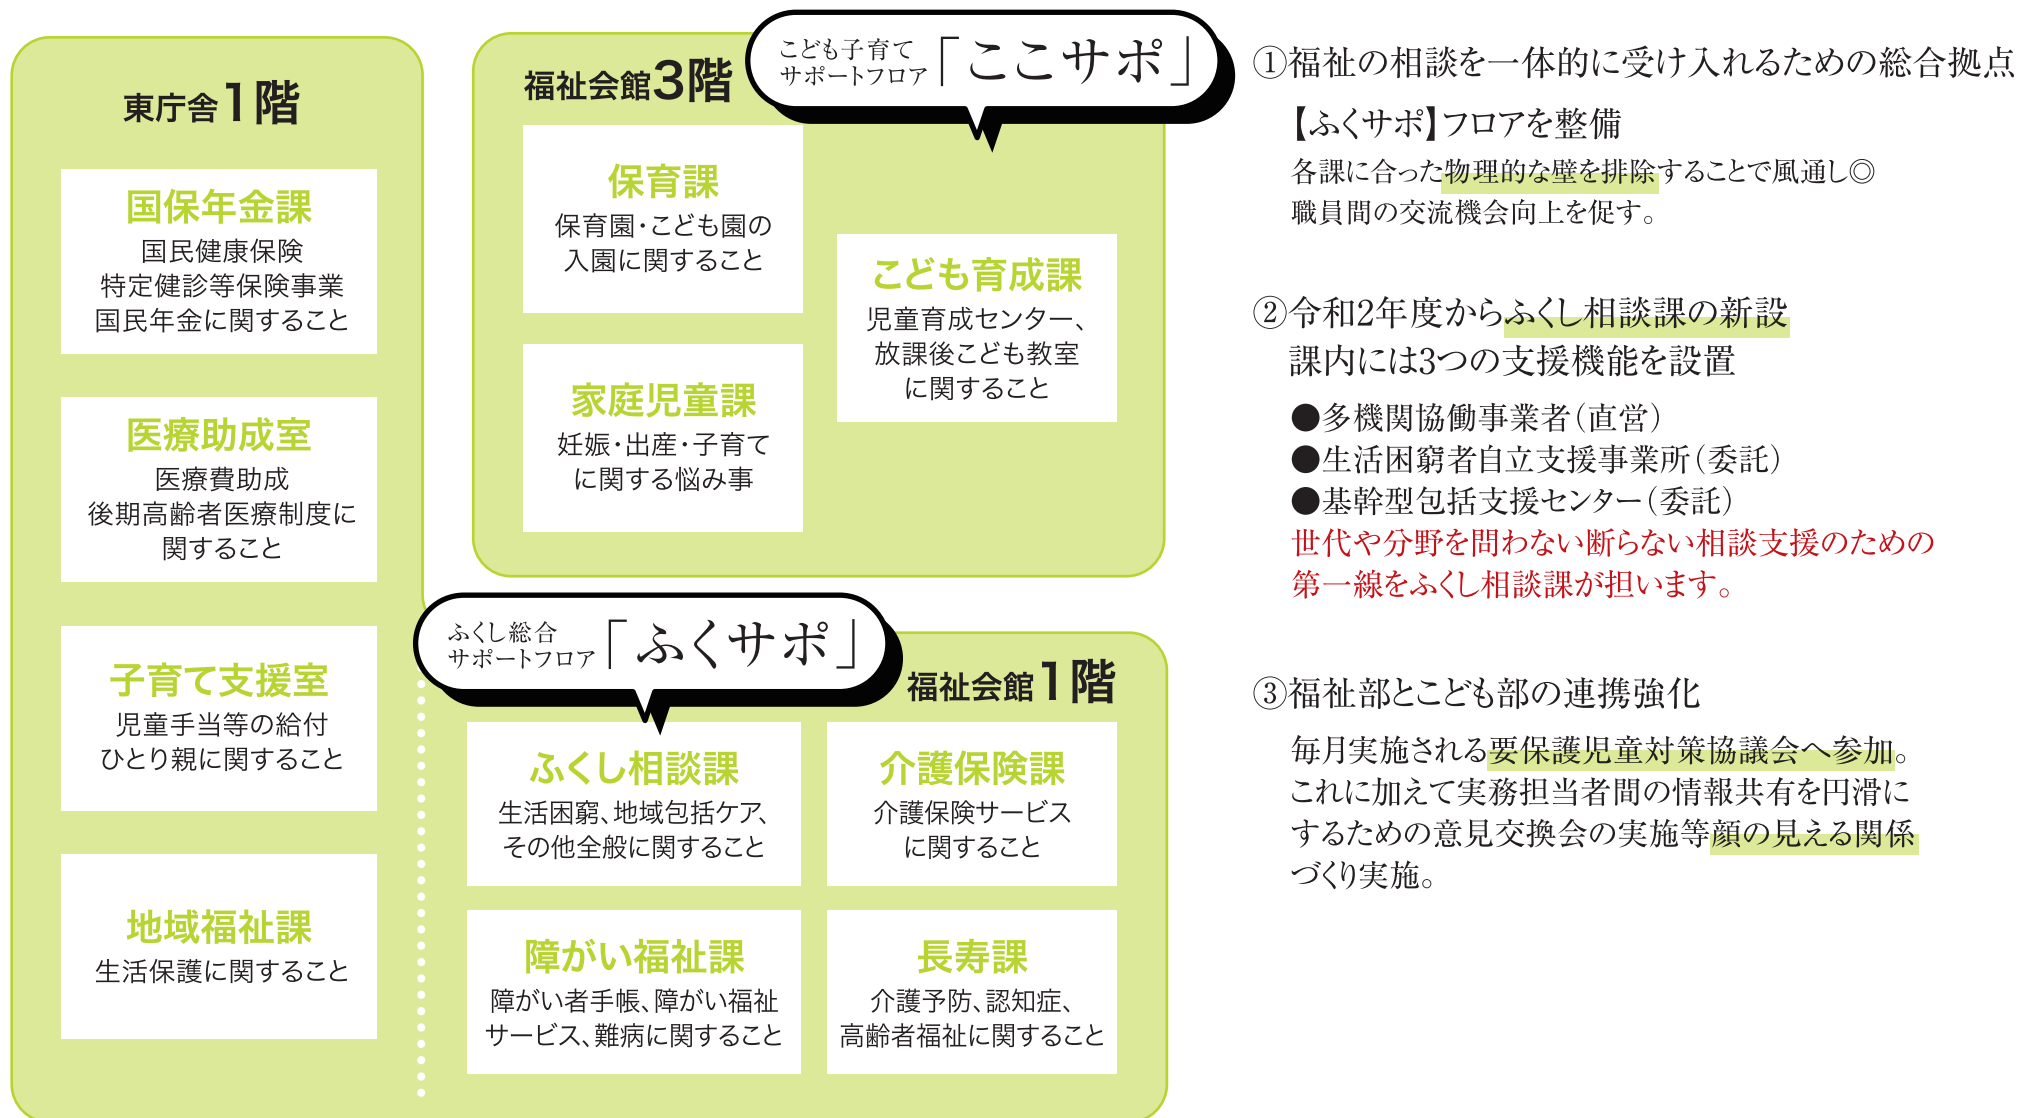 東庁舎1階
国保年金課
国民健康保険
特定健診等保険事業
国民年金に関すること
医療助成室
医療費助成
後期高齢者医療制度に
関すること
子育て支援室
児童手当等の給付
ひとり親に関すること
地域福祉課
生活保護に関すること
福祉会館3階
こども子育て
サポートフロア
「ここサポ」
保育課
保育園・こども園の
入園に関すること
家庭児童課
妊娠・出産・子育て
に関する悩み事
こども育成課
児童育成センター、
放課後こども教室
に関すること
ふくし総合
サポートフロア
「ふくサポ」
福祉会館1階
ふくし相談課
生活困窮、地域包括ケア、
その他全般に関すること
介護保険課
介護保険サービス
に関すること
障がい福祉課
障がい者手帳、障がい福祉
サービス、難病に関すること
長寿課
介護予防、認知症、
高齢者福祉に関すること
①福祉の相談を一体的に受け入れるための総合拠点
【ふくサポ】フロアを整備
各課に合った物理的な壁を排除することで風通し◎
職員間の交流機会向上を促す。
②令和2年度からふくし相談課の新設
課内には3つの支援機能を設置
●多機関協働事業者（直営）
●生活困窮者自立支援事業所（委託）
●基幹型包括支援センター（委託）
世代や分野を問わない断らない相談支援のための
第一線をふくし相談課が担います。
③福祉部とこども部の連携強化
毎月実施される要保護児童対策協議会へ参加。
これに加えて実務担当者間の情報共有を円滑に
するための意見交換会の実施等顔の見える関係
づくり実施。